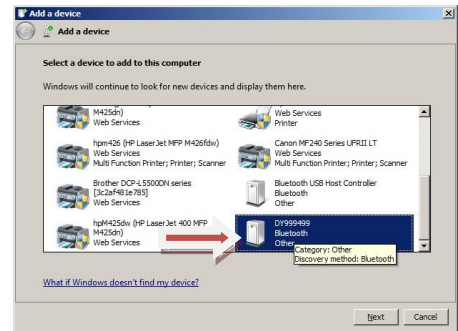 Add a device
Add a device
Select a device to add to this computer
Windows will continue to look for new devices and display them here.
M425dn)
Web Services
Web Services
Printer
hpm426 (HP LaserJet MFP M426fdw)
Web Services
Multi Function Printer; Printer; Scanner
Canon MF240 Series UFRII LT
Web Services
Multi Function Printer; Printer; Scanner
Brother DCP-L5500DN series
[3c2af481e785]
Web Services
Bluetooth USB Host Controller
Bluetooth
Other
hpM425dw (HP LaserJet 400 MFP
M425dn)
Web Services
DY999499
Bluetooth
Other
Category: Other
Discovery method: Bluetooth
What if Windows doesn't find my device?
Next
Cancel